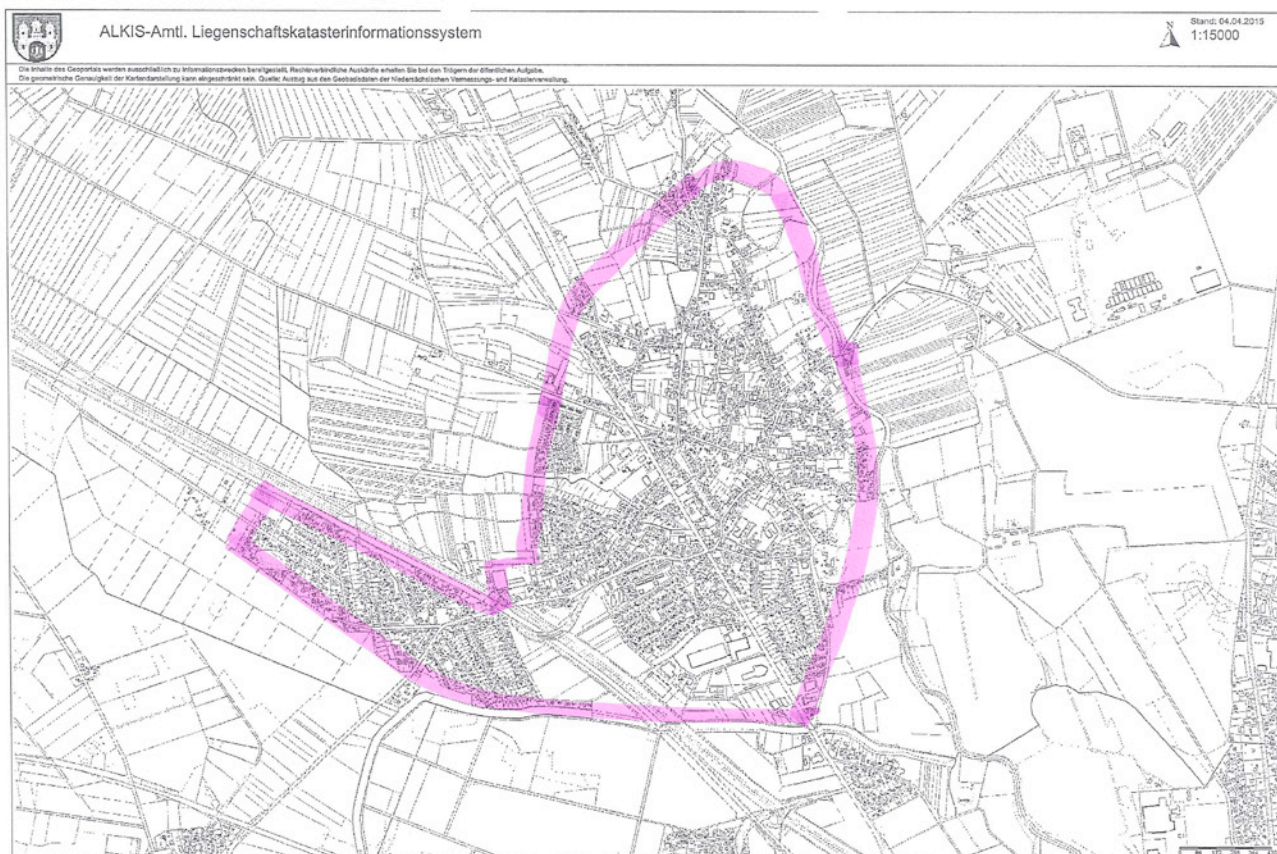 ALKIS-Amtl. Liegenschaftskatasterinformationssystem
Stand: 04.04.2015
N
1:15000
Die Inhalte des Geoportals werden ausschließlich zu Informationszwecken bereitgestellt. Rechtsverbindliche Auskünfte erhalten Sie bei den Trägern der öffentlichen Aufgabe.
Die geometrische Genauigkeit der Kartendarstellung kann eingeschränkt sein. Quelle: Auszug aus den Geobasisdaten der Niedersächsischen Vermessungs- und Katasterverwaltung.